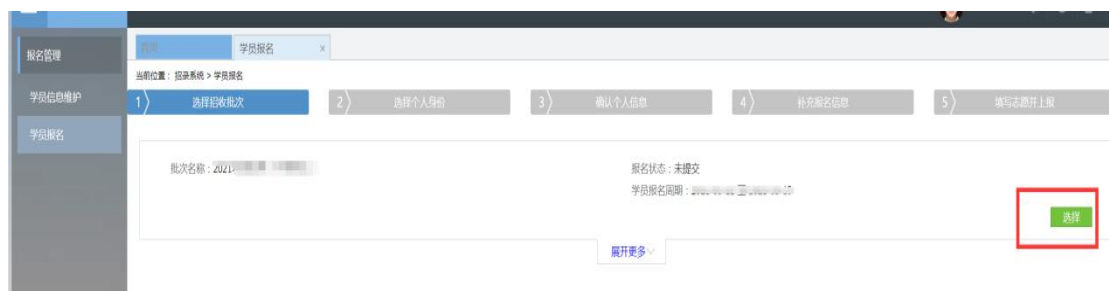 报名管理
学员信息维护
学员报名
首页 学员报名 ×
当前位置：招录系统 > 学员报名
1 选择招收批次 2 选择个人身份 3 确认个人信息 4 补充报名信息 5 填写志愿并上报
批次名称：2021 报名状态：未提交
学员报名周期： 至
选择
展开更多